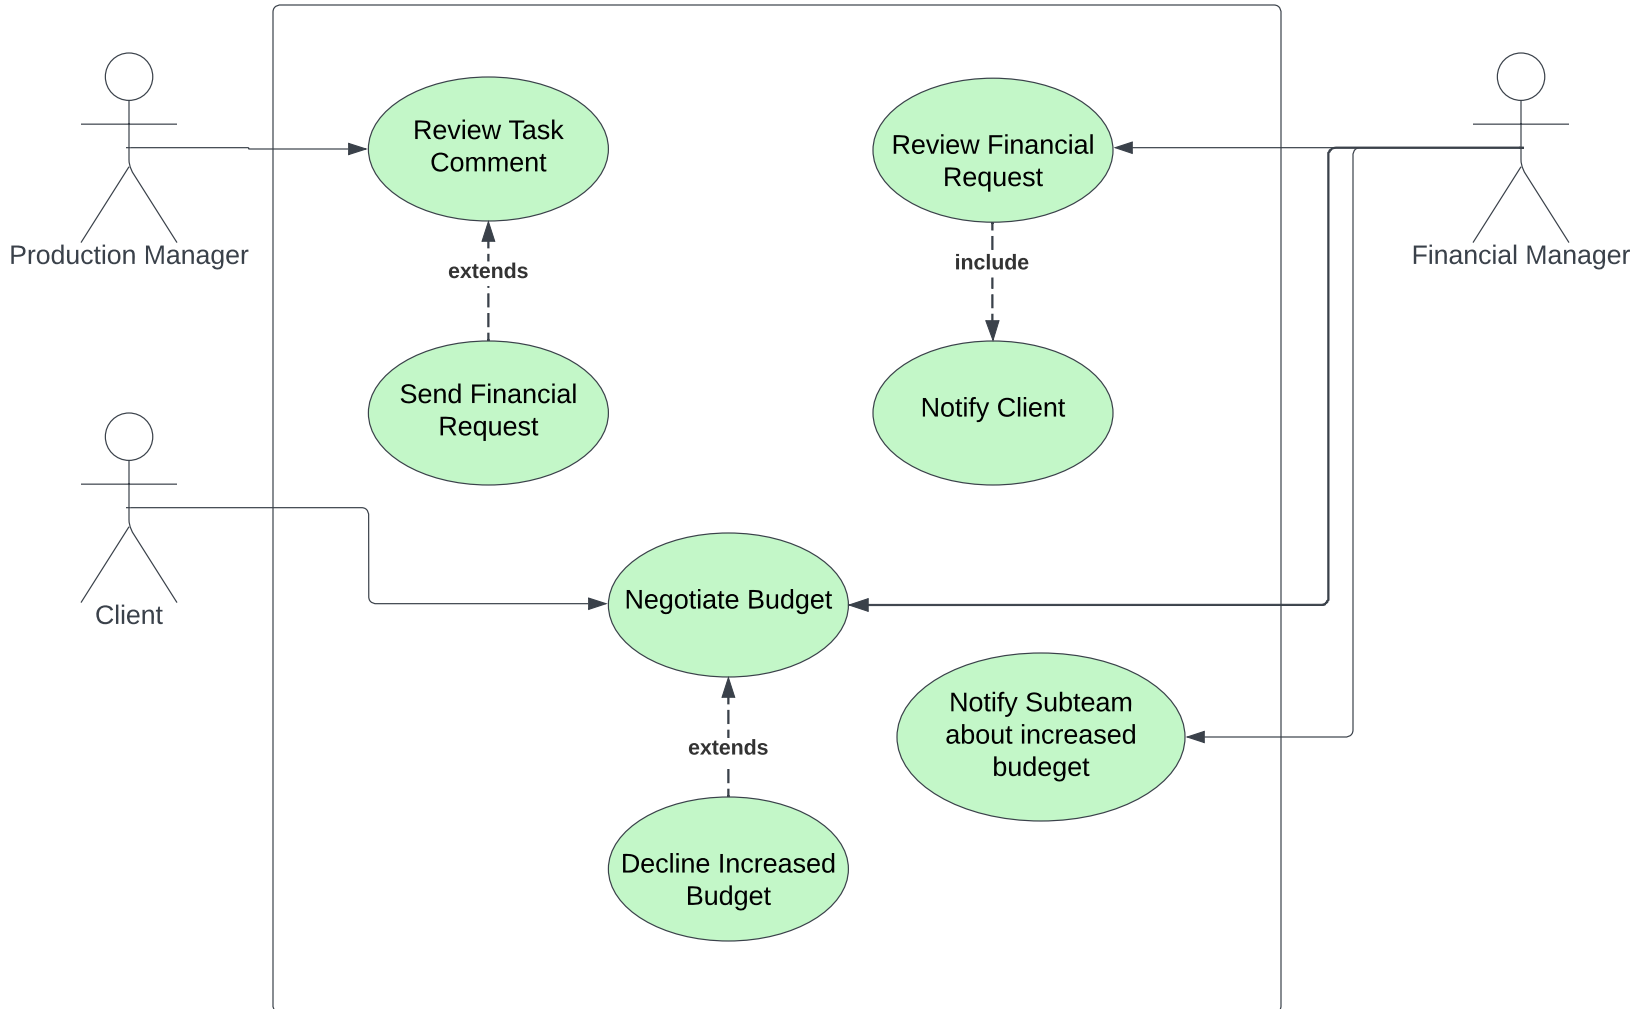 Production Manager
Review Task
Comment
extends
Send Financial
Request
Review Financial
Request
include
Notify Client
Financial Manager
Client
Negotiate Budget
extends
Decline Increased
Budget
Notify Subteam
about increased
budeget